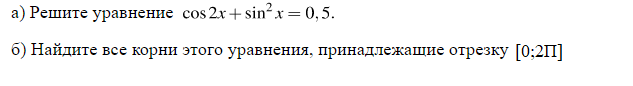 а) Решите уравнение cos 2x + sin² x = 0, 5.
б) Найдите все корни этого уравнения, принадлежащие отрезку [0;2П]